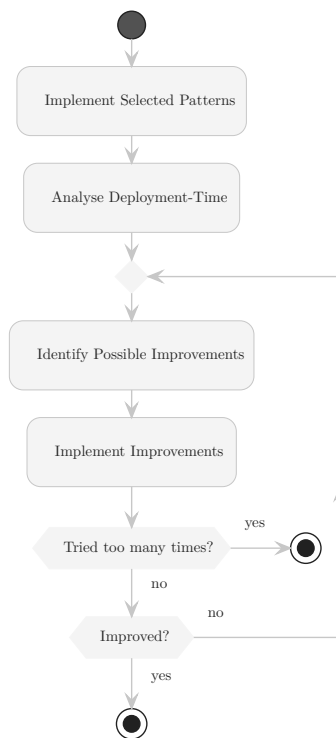 Implement Selected Patterns
Analyse Deployment-Time
Identify Possible Improvements
Implement Improvements
Tried too many times?
yes
no
Improved?
no
yes